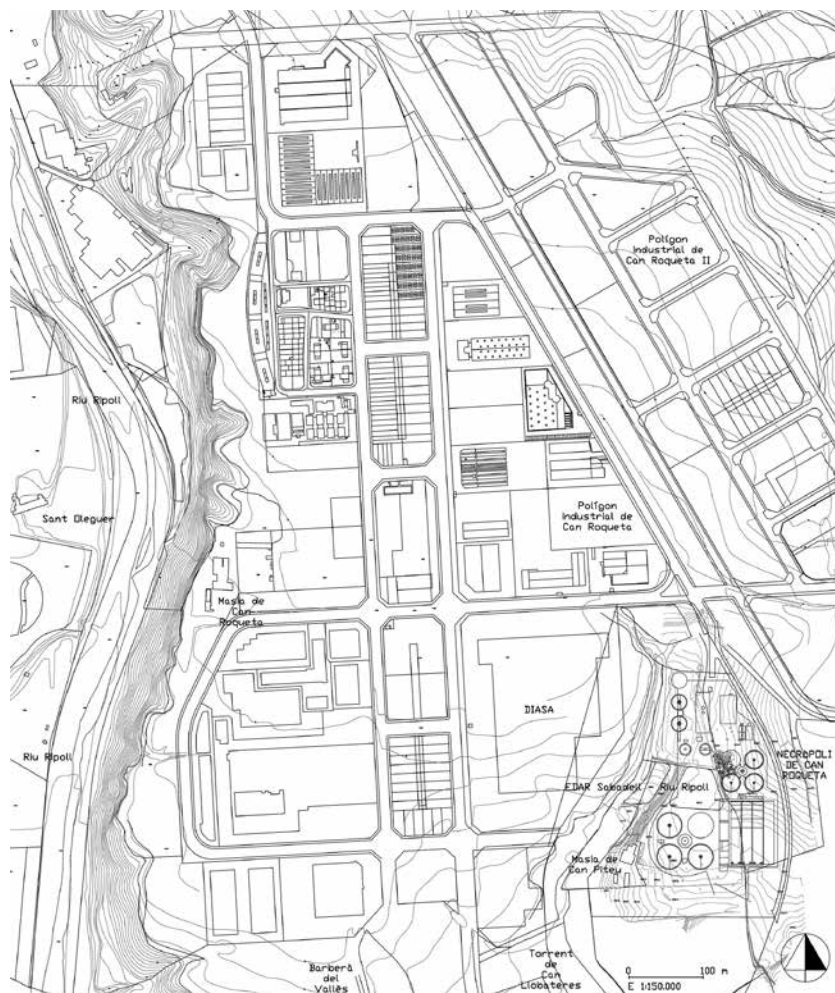 Polígon
Industrial de
Can Roqueta II
Riu Ripoll
Sant Oleguer
Polígon
Industrial de
Can Roqueta
Masia de
Can
Roqueta
DIASA
Riu Ripoll
NECROPOLI
DE CAN
ROQUETA
EDAR Sabadell - Riu Ripoll
Masia de
Can Piteu
Barberà
del
Vallès
Torrent
de
Can
Llobateres
0 100 m
E 1:150.000